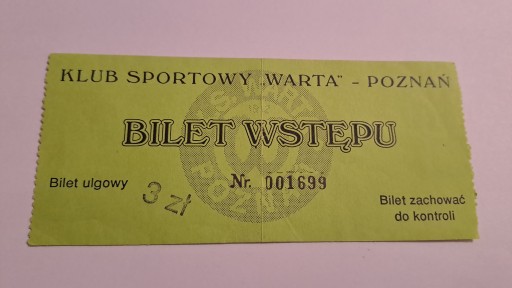 KLUB SPORTOWY „WARTA” - POZNAŃ
BILET WSTĘPU
Nr. 001699
Bilet ulgowy
3 zł
Bilet zachować
do kontroli